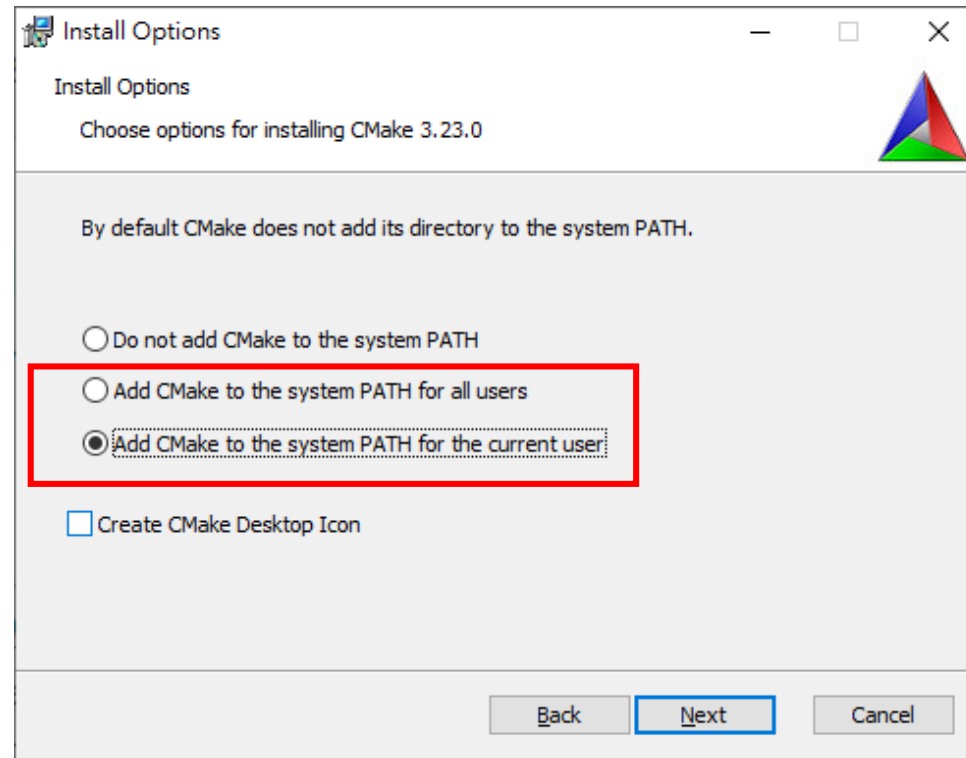 Install Options
Install Options
Choose options for installing CMake 3.23.0
By default CMake does not add its directory to the system PATH.
Do not add CMake to the system PATH
Add CMake to the system PATH for all users
Add CMake to the system PATH for the current user
Create CMake Desktop Icon
Back Next Cancel